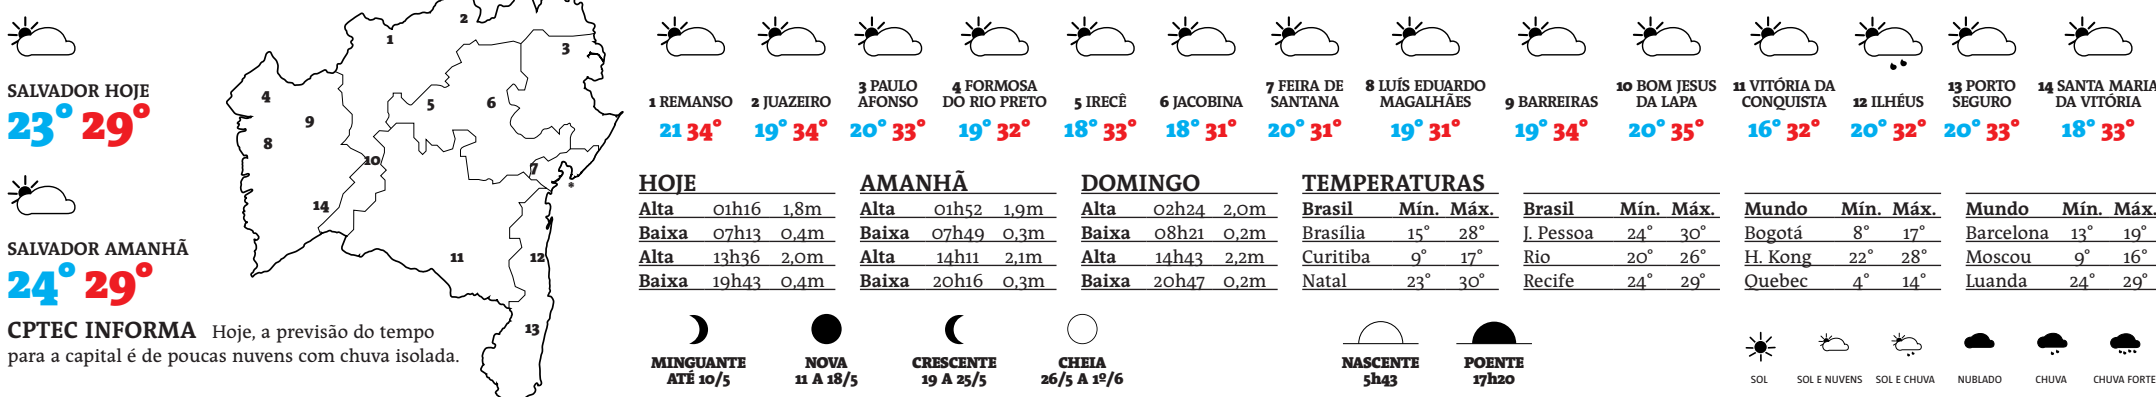 SALVADOR HOJE
23° 29°
SALVADOR AMANHÃ
24° 29°
CPTEC INFORMA Hoje, a previsão do tempo
para a capital é de poucas nuvens com chuva isolada.
1
2
3
4
5
6
7
8
9
10
11
12
13
14
*
1 REMANSO
21 34°
2 JUAZEIRO
19° 34°
3 PAULO
AFONSO
20° 33°
4 FORMOSA
DO RIO PRETO
19° 32°
5 IRECÊ
18° 33°
6 JACOBINA
18° 31°
7 FEIRA DE
SANTANA
20° 31°
8 LUÍS EDUARDO
MAGALHÃES
19° 31°
9 BARREIRAS
19° 34°
10 BOM JESUS
DA LAPA
20° 35°
11 VITÓRIA DA
CONQUISTA
16° 32°
12 ILHÉUS
20° 32°
13 PORTO
SEGURO
20° 33°
14 SANTA MARIA
DA VITÓRIA
18° 33°
HOJE
Alta 01h16 1,8m
Baixa 07h13 0,4m
Alta 13h36 2,0m
Baixa 19h43 0,4m
AMANHÃ
Alta 01h52 1,9m
Baixa 07h49 0,3m
Alta 14h11 2,1m
Baixa 20h16 0,3m
DOMINGO
Alta 02h24 2,0m
Baixa 08h21 0,2m
Alta 14h43 2,2m
Baixa 20h47 0,2m
TEMPERATURAS
Brasil Mín. Máx.
Brasília 15° 28°
Curitiba 9° 17°
Natal 23° 30°
Brasil Mín. Máx.
J. Pessoa 24° 30°
Rio 20° 26°
Recife 24° 29°
Mundo Mín. Máx.
Bogotá 8° 17°
H. Kong 22° 28°
Quebec 4° 14°
Mundo Mín. Máx.
Barcelona 13° 19°
Moscou 9° 16°
Luanda 24° 29°
MINGUANTE
ATÉ 10/5
NOVA
11 A 18/5
CRESCENTE
19 A 25/5
CHEIA
26/5 A 1º/6
NASCENTE
5h43
POENTE
17h20
SOL
SOL E NUVENS
SOL E CHUVA
NUBLADO
CHUVA
CHUVA FORTE